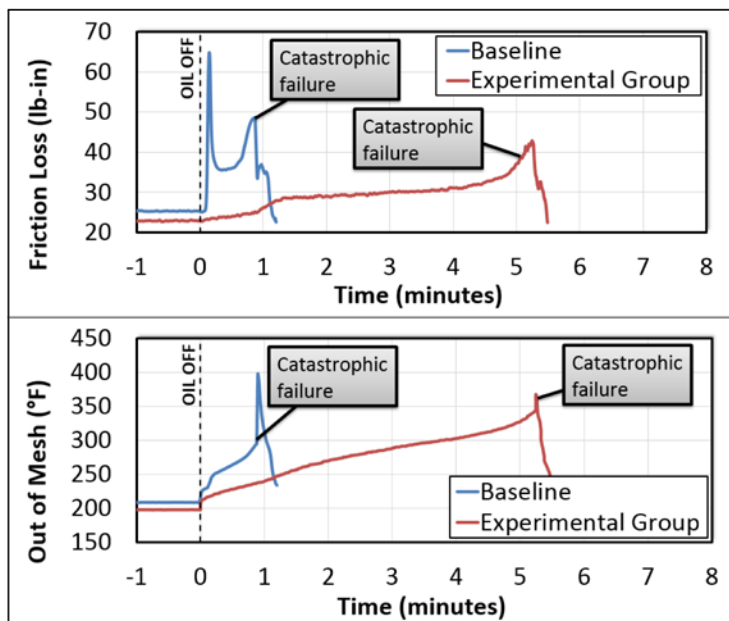 70
60
50
40
30
20
Friction Loss (lb-in)
OIL OFF
Catastrophic
failure
Baseline
Experimental Group
Catastrophic
failure
-1 0 1 2 3 4 5 6 7 8
Time (minutes)
450
400
350
300
250
200
150
Out of Mesh (°F)
OIL OFF
Catastrophic
failure
Catastrophic
failure
Baseline
Experimental Group
-1 0 1 2 3 4 5 6 7 8
Time (minutes)